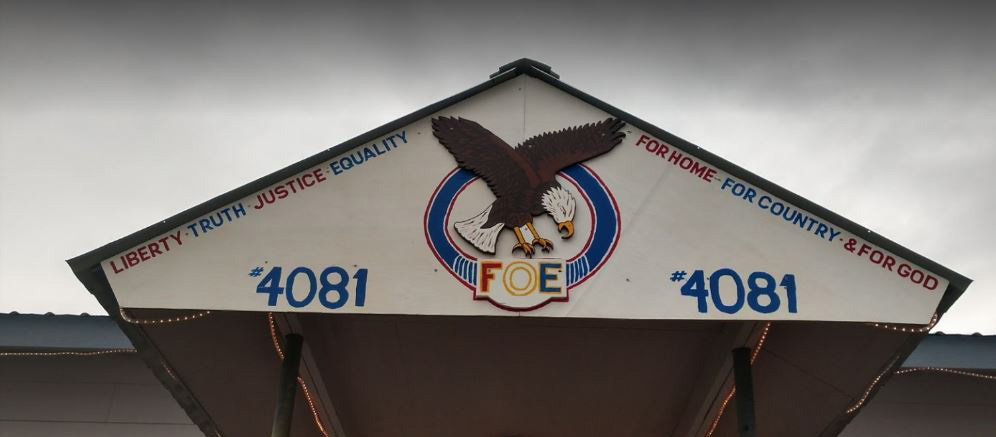 LIBERTY · TRUTH · JUSTICE · EQUALITY
FOR HOME - FOR COUNTRY · & FOR GOD
#4081
FOE
#4081